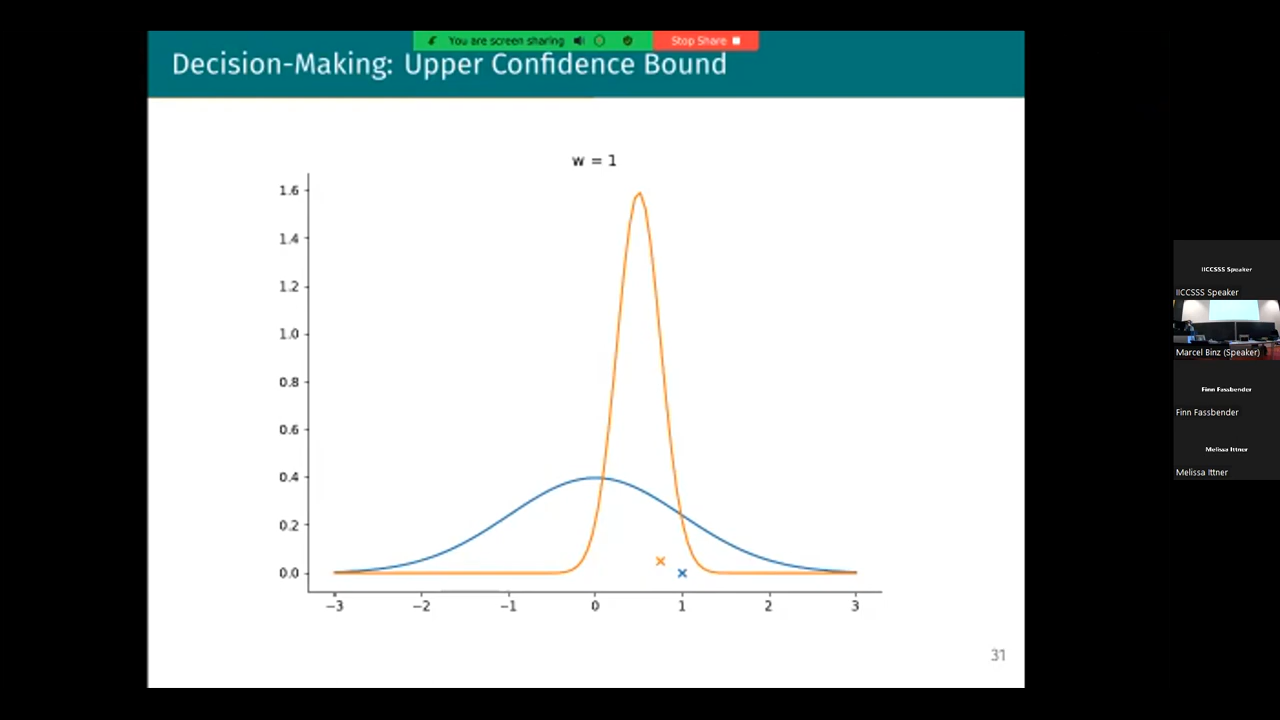 You are screen sharing
Stop Share
Decision-Making: Upper Confidence Bound
w = 1
1.6
1.4
1.2
1.0
0.8
0.6
0.4
0.2
0.0
−3 −2 −1 0 1 2 3
31
IICCSSS Speaker
IICCSSS Speaker
Marcel Binz (Speaker)
Finn Fassbender
Finn Fassbender
Melissa Ittner
Melissa Ittner